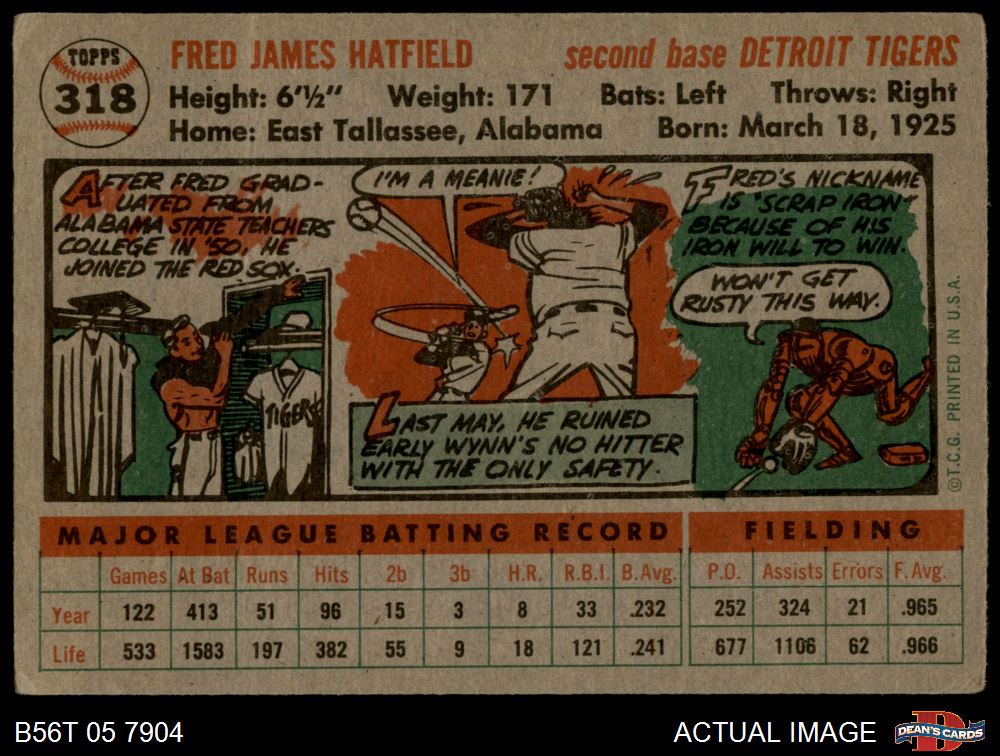 TOPPS
318
FRED JAMES HATFIELD second base DETROIT TIGERS
Height: 6'½" Weight: 171 Bats: Left Throws: Right
Home: East Tallassee, Alabama Born: March 18, 1925
AFTER FRED GRAD-
UATED FROM
ALABAMA STATE TEACHERS
COLLEGE IN '50, HE
JOINED THE RED SOX.
TIGERS
I'M A MEANIE!
LAST MAY, HE RUINED
EARLY WYNN'S NO HITTER
WITH THE ONLY SAFETY.
FRED'S NICKNAME
IS "SCRAP IRON"
BECAUSE OF HIS
IRON WILL TO WIN.
WON'T GET
RUSTY THIS WAY.
© T.C.G. PRINTED IN U.S.A.
MAJOR LEAGUE BATTING RECORD FIELDING
Games At Bat Runs Hits 2b 3b H.R. R.B.I. B.Avg. P.O. Assists Errors F. Avg.
Year 122 413 51 96 15 3 8 33 .232 252 324 21 .965
Life 533 1583 197 382 55 9 18 121 .241 677 1106 62 .966
B56T 05 7904 ACTUAL IMAGE DEAN'S CARDS